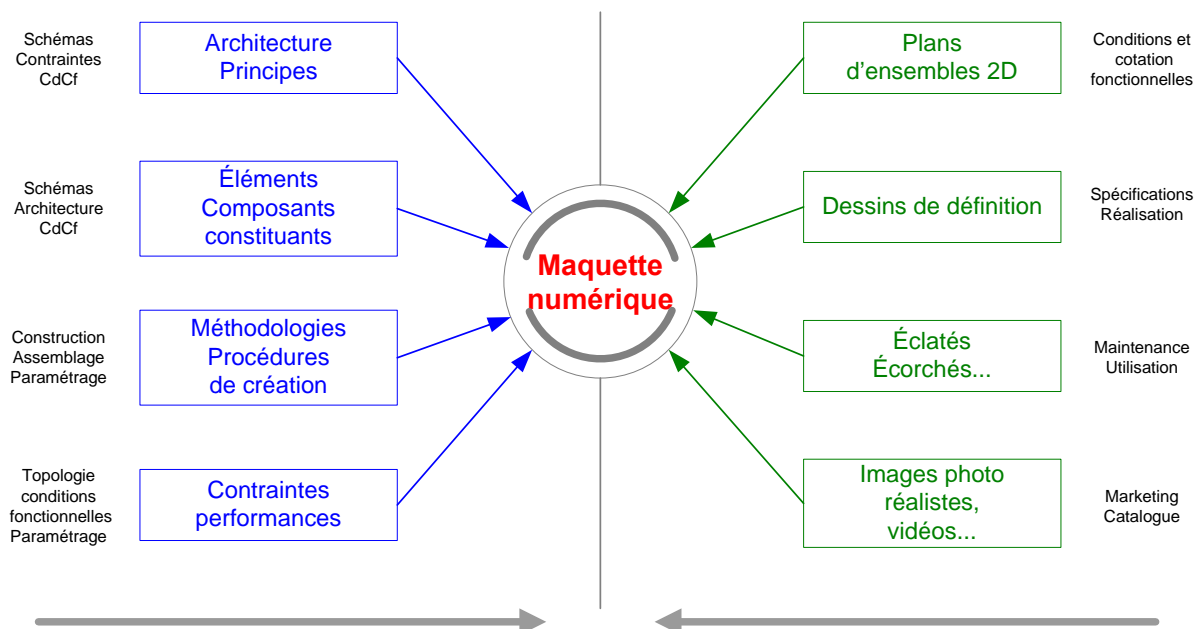 Schémas
Contraintes
CdCf
Architecture
Principes
Schémas
Architecture
CdCf
Éléments
Composants
constituants
Construction
Assemblage
Paramétrage
Méthodologies
Procédures
de création
Topologie
conditions
fonctionnelles
Paramétrage
Contraintes
performances
Maquette
numérique
Plans
d'ensembles 2D
Conditions et
cotation
fonctionnelles
Dessins de définition
Spécifications
Réalisation
Éclatés
Écorchés...
Maintenance
Utilisation
Images photo
réalistes,
vidéos...
Marketing
Catalogue